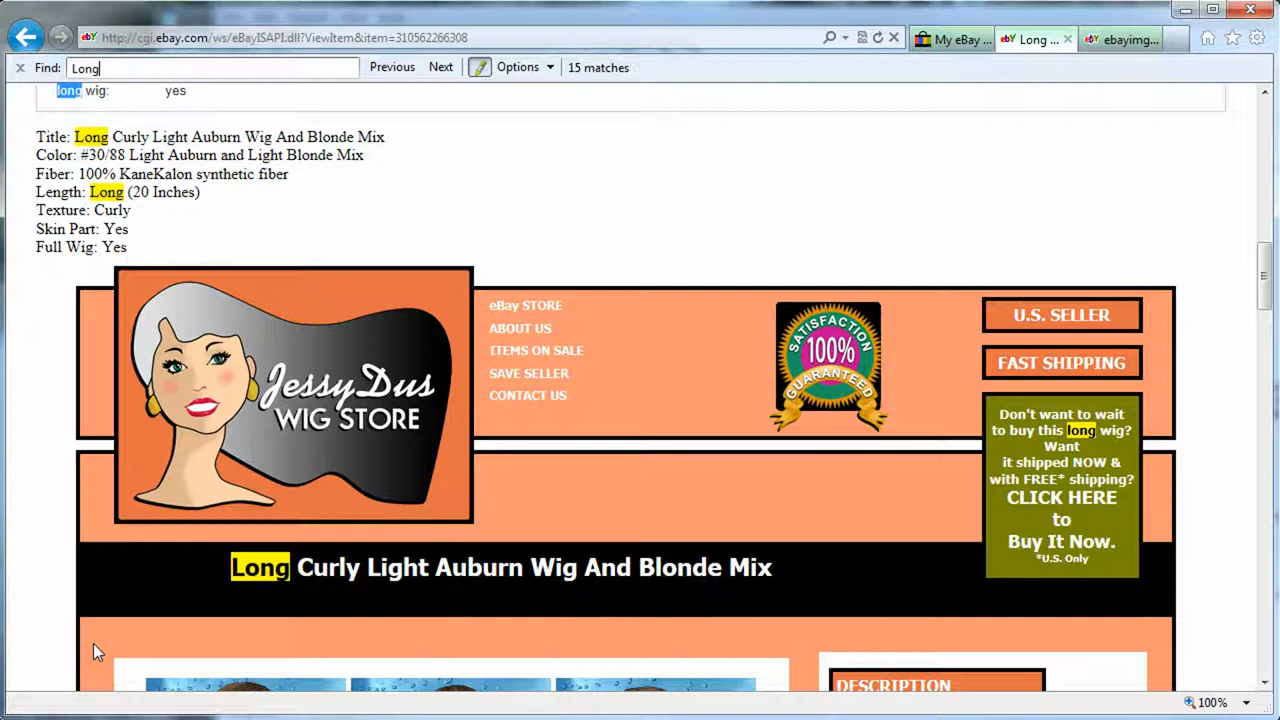 http://cgi.ebay.com/ws/eBayISAPI.dll?ViewItem&item=310562266308
My eBay ...
Long ...
ebayimg...
Find: Long
Previous
Next
Options
15 matches
long wig: yes
Title: Long Curly Light Auburn Wig And Blonde Mix
Color: #30/88 Light Auburn and Light Blonde Mix
Fiber: 100% KaneKalon synthetic fiber
Length: Long (20 Inches)
Texture: Curly
Skin Part: Yes
Full Wig: Yes
JessyDus
WIG STORE
eBay STORE
ABOUT US
ITEMS ON SALE
SAVE SELLER
CONTACT US
SATISFACTION
100%
GUARANTEED
U.S. SELLER
FAST SHIPPING
Don't want to wait
to buy this long wig?
Want
it shipped NOW &
with FREE* shipping?
CLICK HERE
to
Buy It Now.
*U.S. Only
Long Curly Light Auburn Wig And Blonde Mix
DESCRIPTION
100%